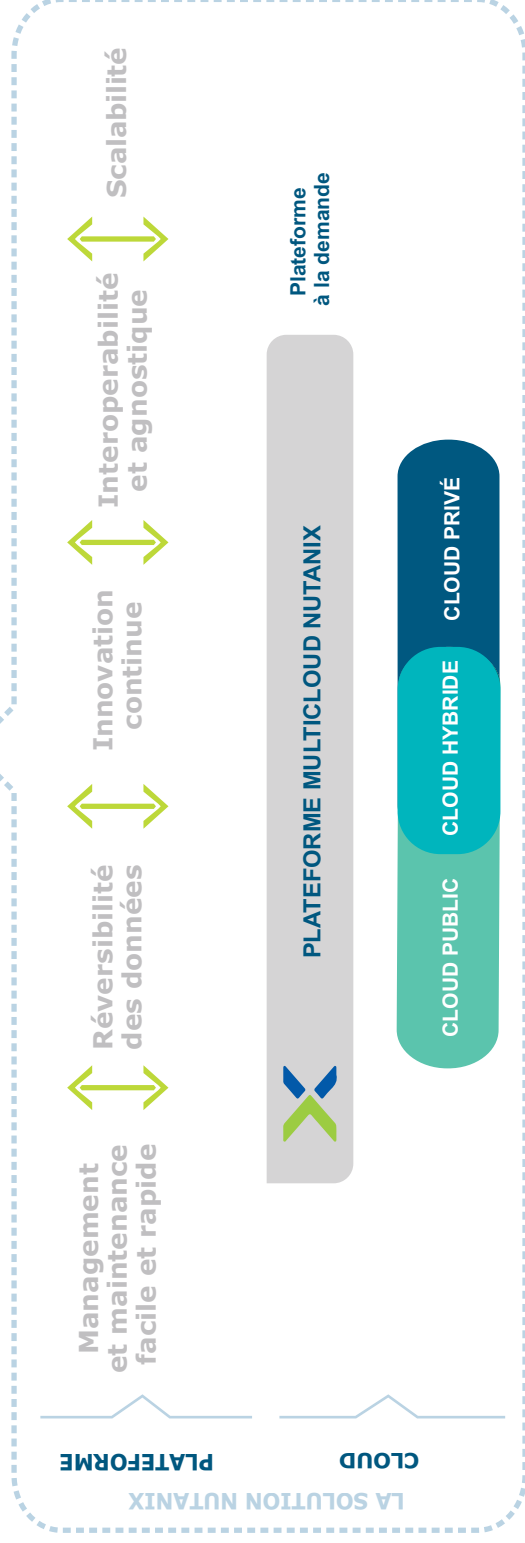 LA SOLUTION NUTANIX
PLATEFORME
Management
et maintenance
facile et rapide
Réversibilité
des données
Innovation
continue
Interoperabilité
et agnostique
Scalabilité
CLOUD
PLATEFORME MULTICLOUD NUTANIX
Plateforme
à la demande
CLOUD PUBLIC
CLOUD HYBRIDE
CLOUD PRIVÉ